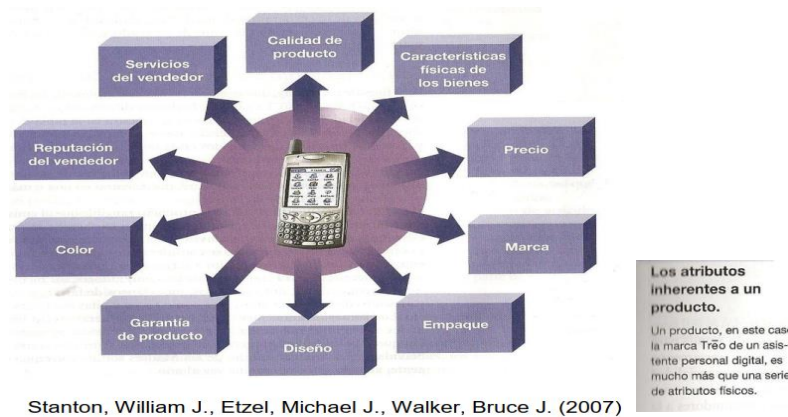 Calidad de
producto
Características
físicas de
los bienes
Precio
Marca
Empaque
Diseño
Garantía
de producto
Color
Reputación
del vendedor
Servicios
del vendedor
Los atributos
inherentes a un
producto.
Un producto, en este caso
la marca Trēo de un asis-
tente personal digital, es
mucho más que una serie
de atributos físicos.
Stanton, William J., Etzel, Michael J., Walker, Bruce J. (2007)